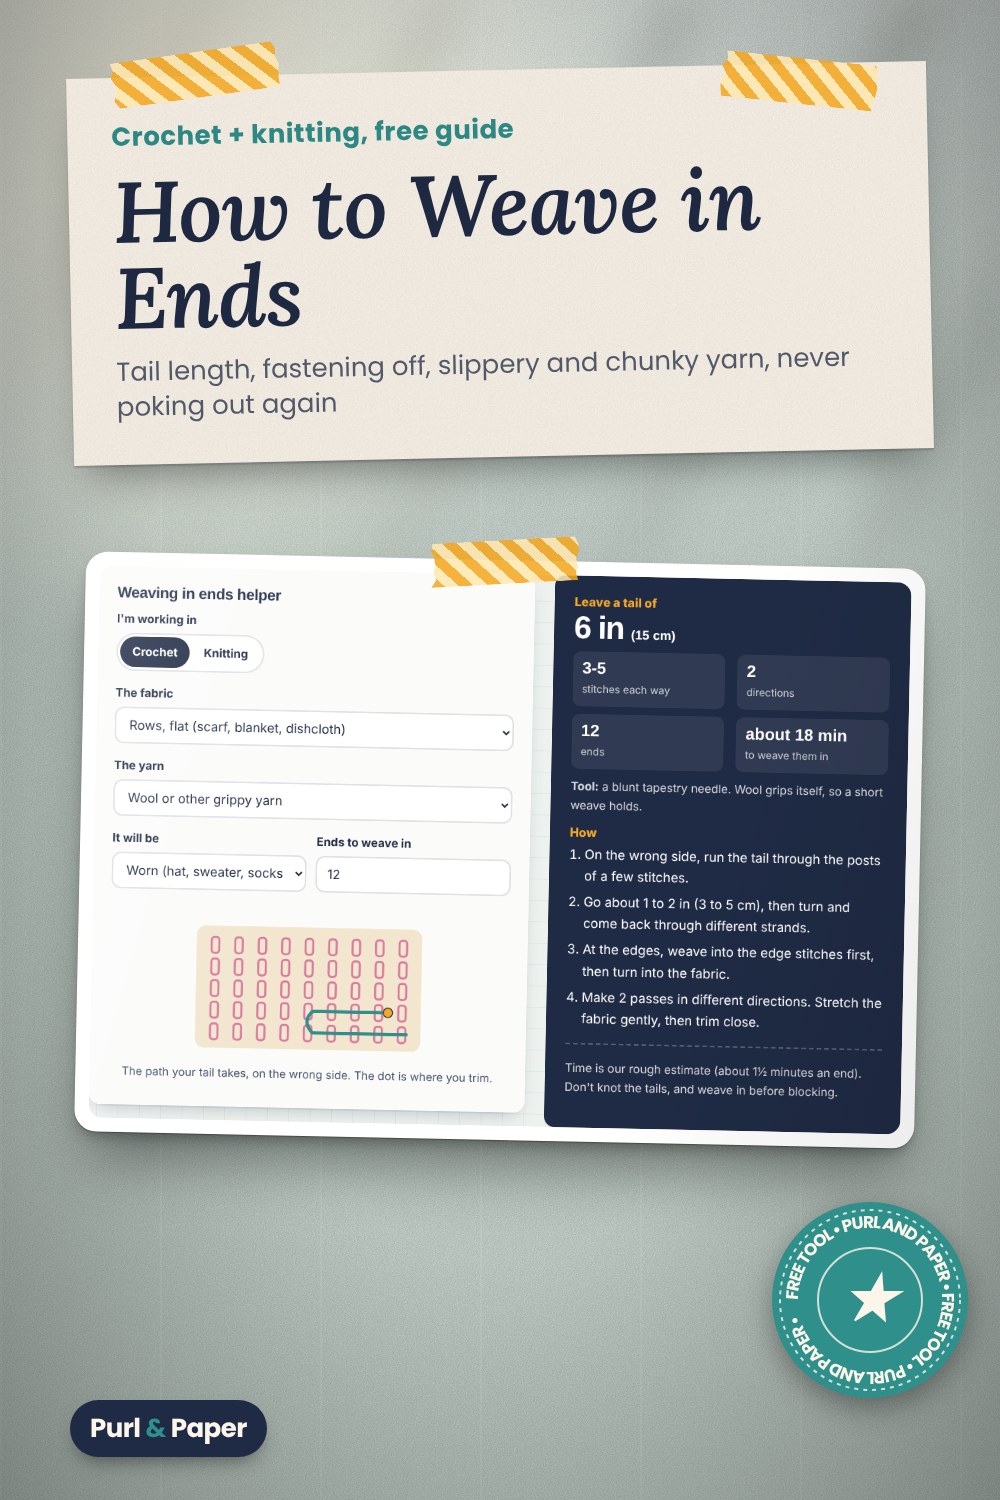 Crochet + knitting, free guide
How to Weave in
Ends
Tail length, fastening off, slippery and chunky yarn, never
poking out again
Weaving in ends helper
I'm working in
Crochet
Knitting
The fabric
Rows, flat (scarf, blanket, dishcloth)
The yarn
Wool or other grippy yarn
It will be
Worn (hat, sweater, socks
Ends to weave in
12
The path your tail takes, on the wrong side. The dot is where you trim.
Leave a tail of
6 in (15 cm)
3-5
stitches each way
2
directions
12
ends
about 18 min
to weave them in
Tool: a blunt tapestry needle. Wool grips itself, so a short
weave holds.
How
1. On the wrong side, run the tail through the posts
of a few stitches.
2. Go about 1 to 2 in (3 to 5 cm), then turn and
come back through different strands.
3. At the edges, weave into the edge stitches first,
then turn into the fabric.
4. Make 2 passes in different directions. Stretch the
fabric gently, then trim close.
Time is our rough estimate (about 1½ minutes an end).
Don't knot the tails, and weave in before blocking.
FREE TOOL • PURL AND PAPER • FREE TOOL • PURL AND PAPER •
Purl & Paper